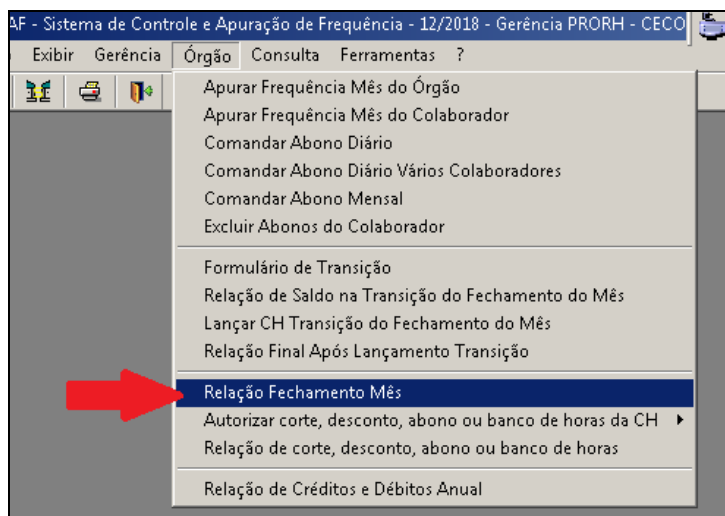 AF - Sistema de Controle e Apuração de Frequência - 12/2018 - Gerência PRORH - CECO
Exibir Gerência Órgão Consulta Ferramentas ?
Apurar Frequência Mês do Órgão
Apurar Frequência Mês do Colaborador
Comandar Abono Diário
Comandar Abono Diário Vários Colaboradores
Comandar Abono Mensal
Excluir Abonos do Colaborador
Formulário de Transição
Relação de Saldo na Transição do Fechamento do Mês
Lançar CH Transição do Fechamento do Mês
Relação Final Após Lançamento Transição
Relação Fechamento Mês
Autorizar corte, desconto, abono ou banco de horas da CH
Relação de corte, desconto, abono ou banco de horas
Relação de Créditos e Débitos Anual